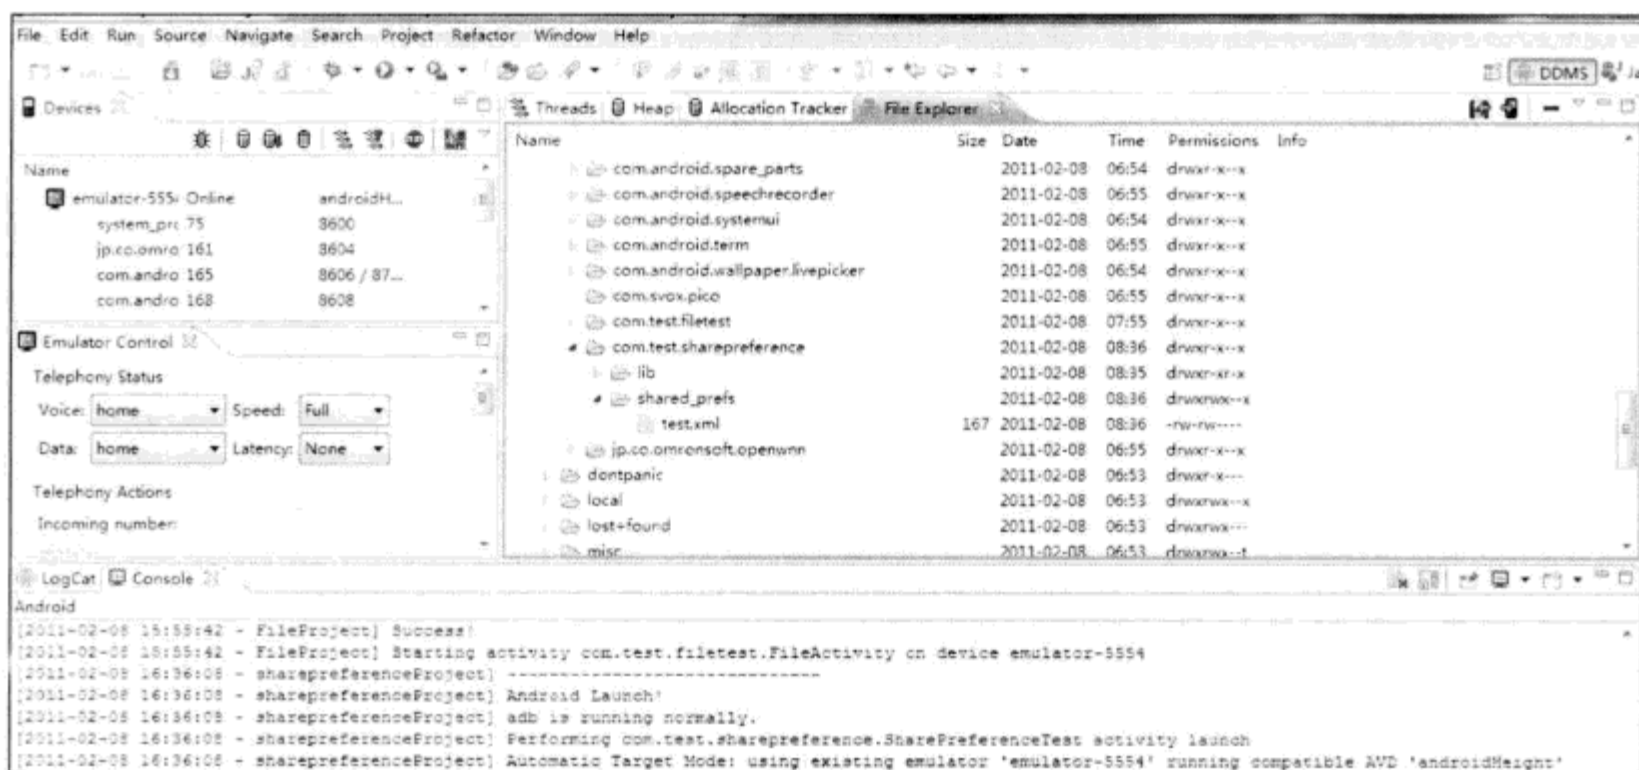 File Edit Run Source Navigate Search Project Refactor Window Help
DDMS
Devices
Threads Heap Allocation Tracker File Explorer
Name
emulator-555 Online androidH...
system_prc 75 8600
jp.co.omro 161 8604
com.andro 165 8606 / 87...
com.andro 168 8608
Emulator Control
Telephony Status
Voice: home Speed: Full
Data: home Latency: None
Telephony Actions
Incoming number:
Name Size Date Time Permissions Info
com.android.spare_parts 2011-02-08 06:54 drwxr-x--x
com.android.speechrecorder 2011-02-08 06:55 drwxr-x--x
com.android.systemui 2011-02-08 06:54 drwxr-x--x
com.android.term 2011-02-08 06:55 drwxr-x--x
com.android.wallpaper.livepicker 2011-02-08 06:54 drwxr-x--x
com.svox.pico 2011-02-08 06:55 drwxr-x--x
com.test.filetest 2011-02-08 07:55 drwxr-x--x
com.test.sharepreference 2011-02-08 08:36 drwxr-x--x
lib 2011-02-08 08:35 drwxr-xr-x
shared_prefs 2011-02-08 08:36 drwxrwx--x
test.xml 167 2011-02-08 08:36 -rw-rw----
jp.co.omronsoft.openwnn 2011-02-08 06:55 drwxr-x--x
dontpanic 2011-02-08 06:53 drwxr-x---
local 2011-02-08 06:53 drwxrwx--x
lost+found 2011-02-08 06:53 drwxrwx---
misc 2011-02-08 06:53 drwxrwx--t
LogCat Console
Android
[2011-02-08 15:55:42 - FileProject] Success!
[2011-02-08 15:55:42 - FileProject] Starting activity com.test.filetest.FileActivity on device emulator-5554
[2011-02-08 16:36:08 - sharepreferenceProject] ------------------------------
[2011-02-08 16:36:08 - sharepreferenceProject] Android Launch!
[2011-02-08 16:36:08 - sharepreferenceProject] adb is running normally.
[2011-02-08 16:36:08 - sharepreferenceProject] Performing com.test.sharepreference.SharePreferenceTest activity launch
[2011-02-08 16:36:08 - sharepreferenceProject] Automatic Target Mode: using existing emulator 'emulator-5554' running compatible AVD 'androidHeight'